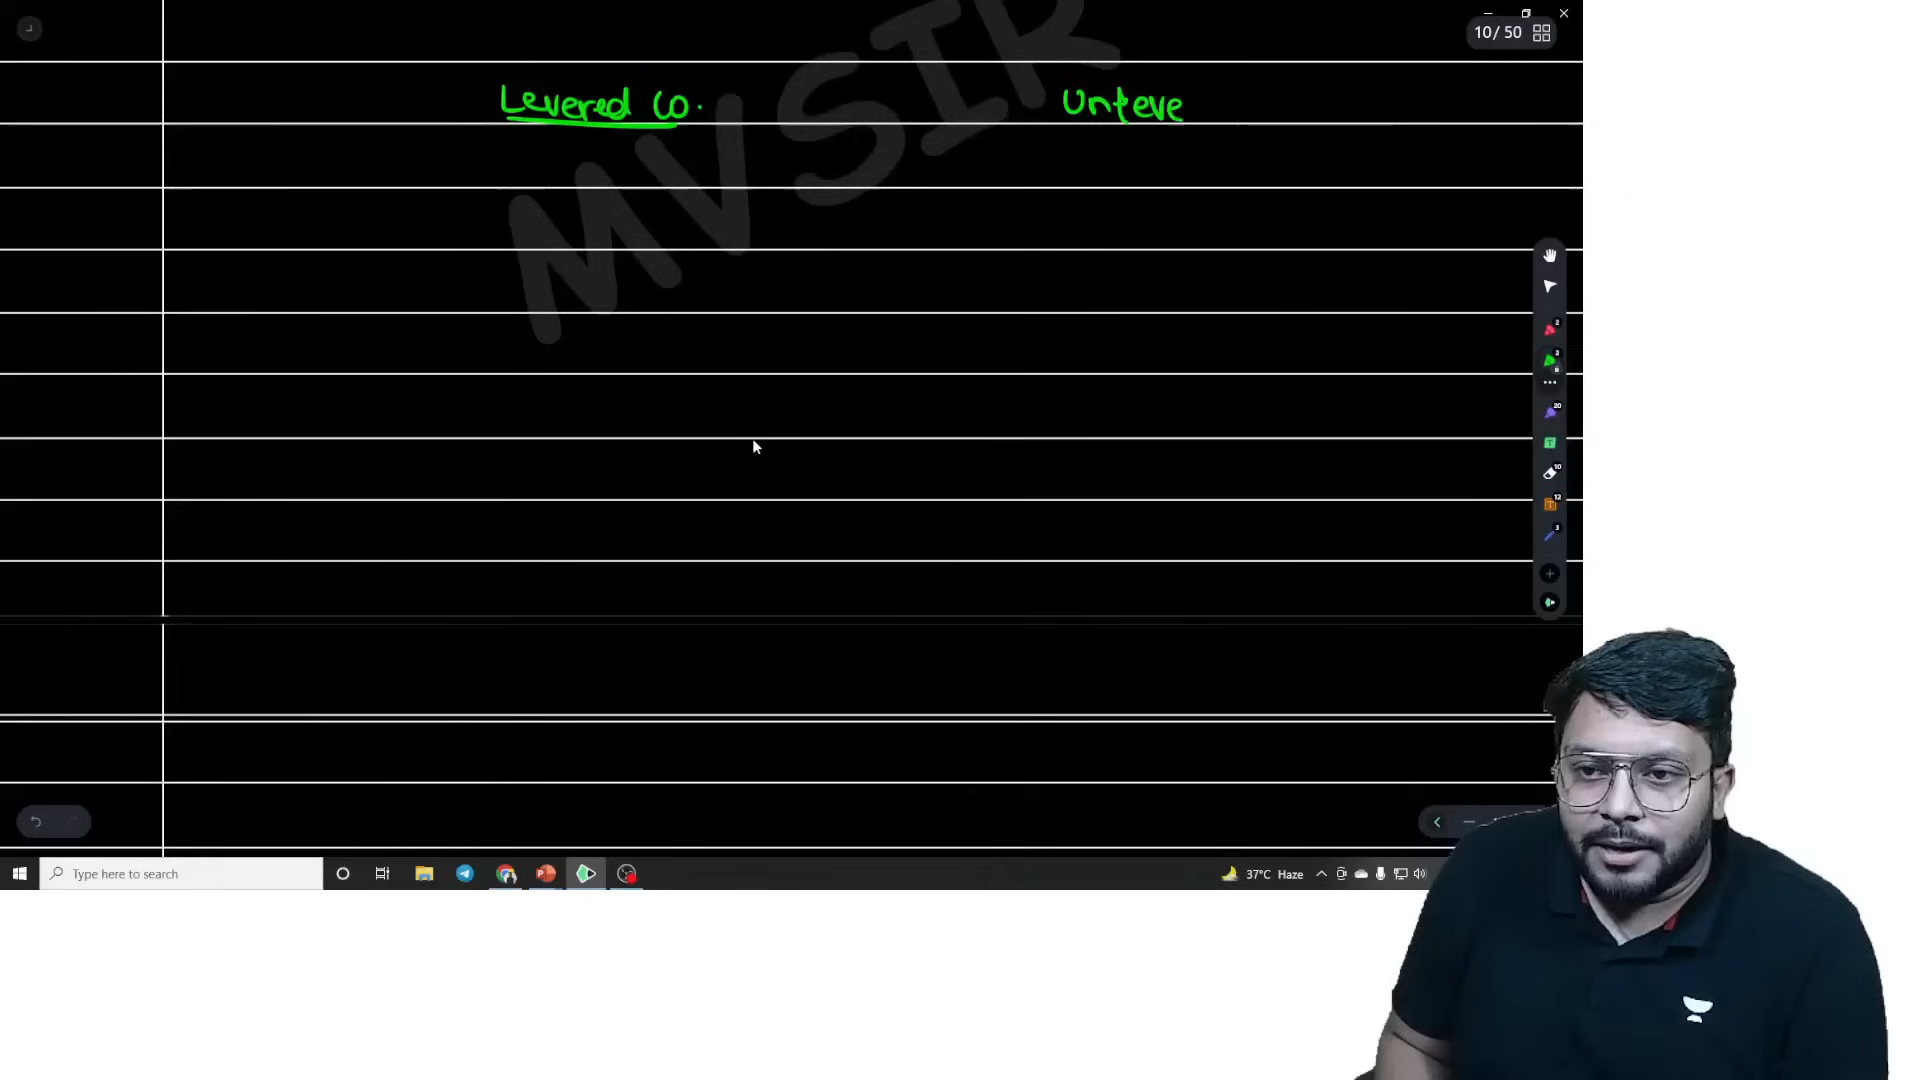 10/ 50
Levered Co.
Unleve
MVSIR
Type here to search
37°C Haze